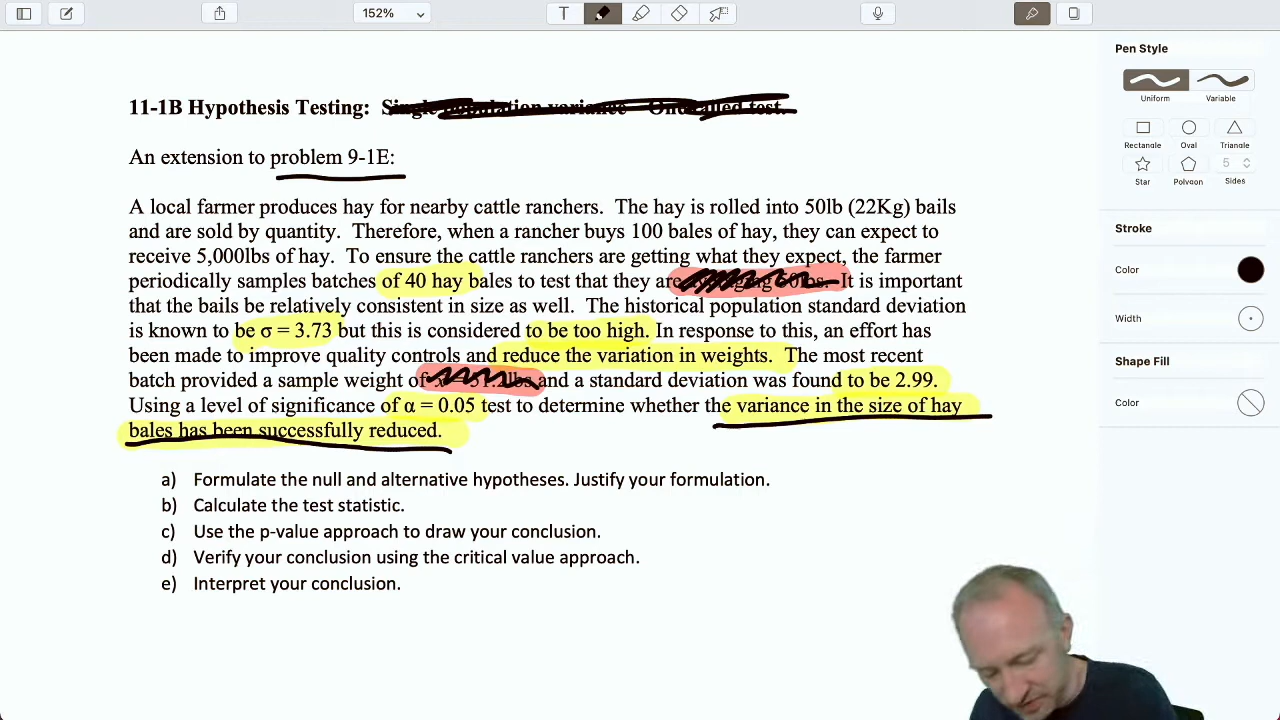 152%
T
Pen Style
Uniform
Variable
Rectangle
Oval
Triangle
Star
Polygon
5
Sides
Stroke
Color
Width
Shape Fill
Color
11-1B Hypothesis Testing: Single population variance One tailed test.
An extension to problem 9-1E:
A local farmer produces hay for nearby cattle ranchers. The hay is rolled into 50lb (22Kg) bails
and are sold by quantity. Therefore, when a rancher buys 100 bales of hay, they can expect to
receive 5,000lbs of hay. To ensure the cattle ranchers are getting what they expect, the farmer
periodically samples batches of 40 hay bales to test that they are It is important
that the bails be relatively consistent in size as well. The historical population standard deviation
is known to be σ = 3.73 but this is considered to be too high. In response to this, an effort has
been made to improve quality controls and reduce the variation in weights. The most recent
batch provided a sample weight of and a standard deviation was found to be 2.99.
Using a level of significance of α = 0.05 test to determine whether the variance in the size of hay
bales has been successfully reduced.
a) Formulate the null and alternative hypotheses. Justify your formulation.
b) Calculate the test statistic.
c) Use the p-value approach to draw your conclusion.
d) Verify your conclusion using the critical value approach.
e) Interpret your conclusion.